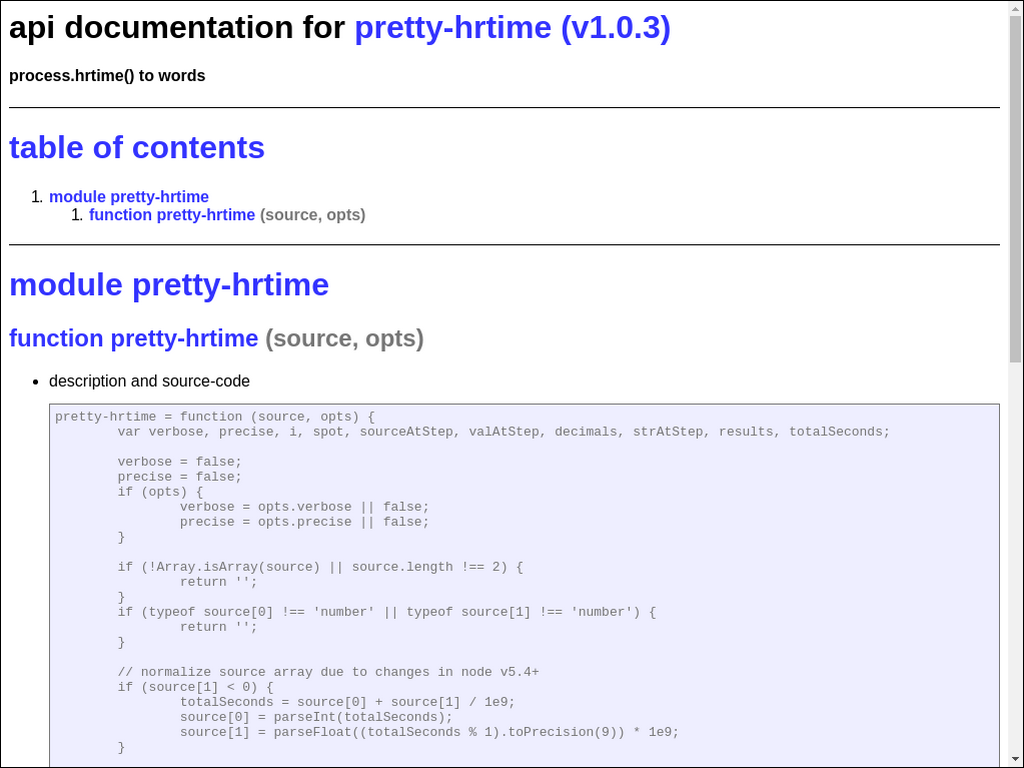 api documentation for pretty-hrtime (v1.0.3)
process.hrtime() to words
table of contents
1. module pretty-hrtime
1. function pretty-hrtime (source, opts)
module pretty-hrtime
function pretty-hrtime (source, opts)
• description and source-code
pretty-hrtime = function (source, opts) {
        var verbose, precise, i, spot, sourceAtStep, valAtStep, decimals, strAtStep, results, totalSeconds;
        verbose = false;
        precise = false;
        if (opts) {
                verbose = opts.verbose || false;
                precise = opts.precise || false;
        }
        if (!Array.isArray(source) || source.length !== 2) {
                return '';
        }
        if (typeof source[0] !== 'number' || typeof source[1] !== 'number') {
                return '';
        }
        // normalize source array due to changes in node v5.4+
        if (source[1] < 0) {
                totalSeconds = source[0] + source[1] / 1e9;
                source[0] = parseInt(totalSeconds);
                source[1] = parseFloat((totalSeconds % 1).toPrecision(9)) * 1e9;
        }